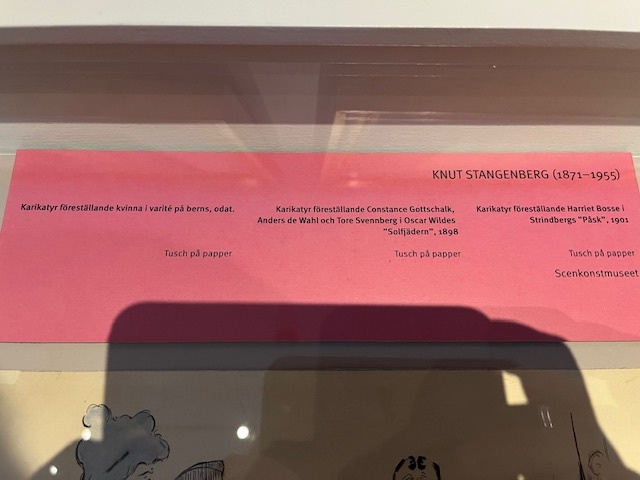 KNUT STANGENBERG (1871–1955)
Karikatyr föreställande kvinna i varité på berns, odat.
Tusch på papper
Karikatyr föreställande Constance Gottschalk,
Anders de Wahl och Tore Svennberg i Oscar Wildes
"Solfjädern", 1898
Tusch på papper
Karikatyr föreställande Harriet Bosse i
Strindbergs "Påsk", 1901
Tusch på papper
Scenkonstmuseet